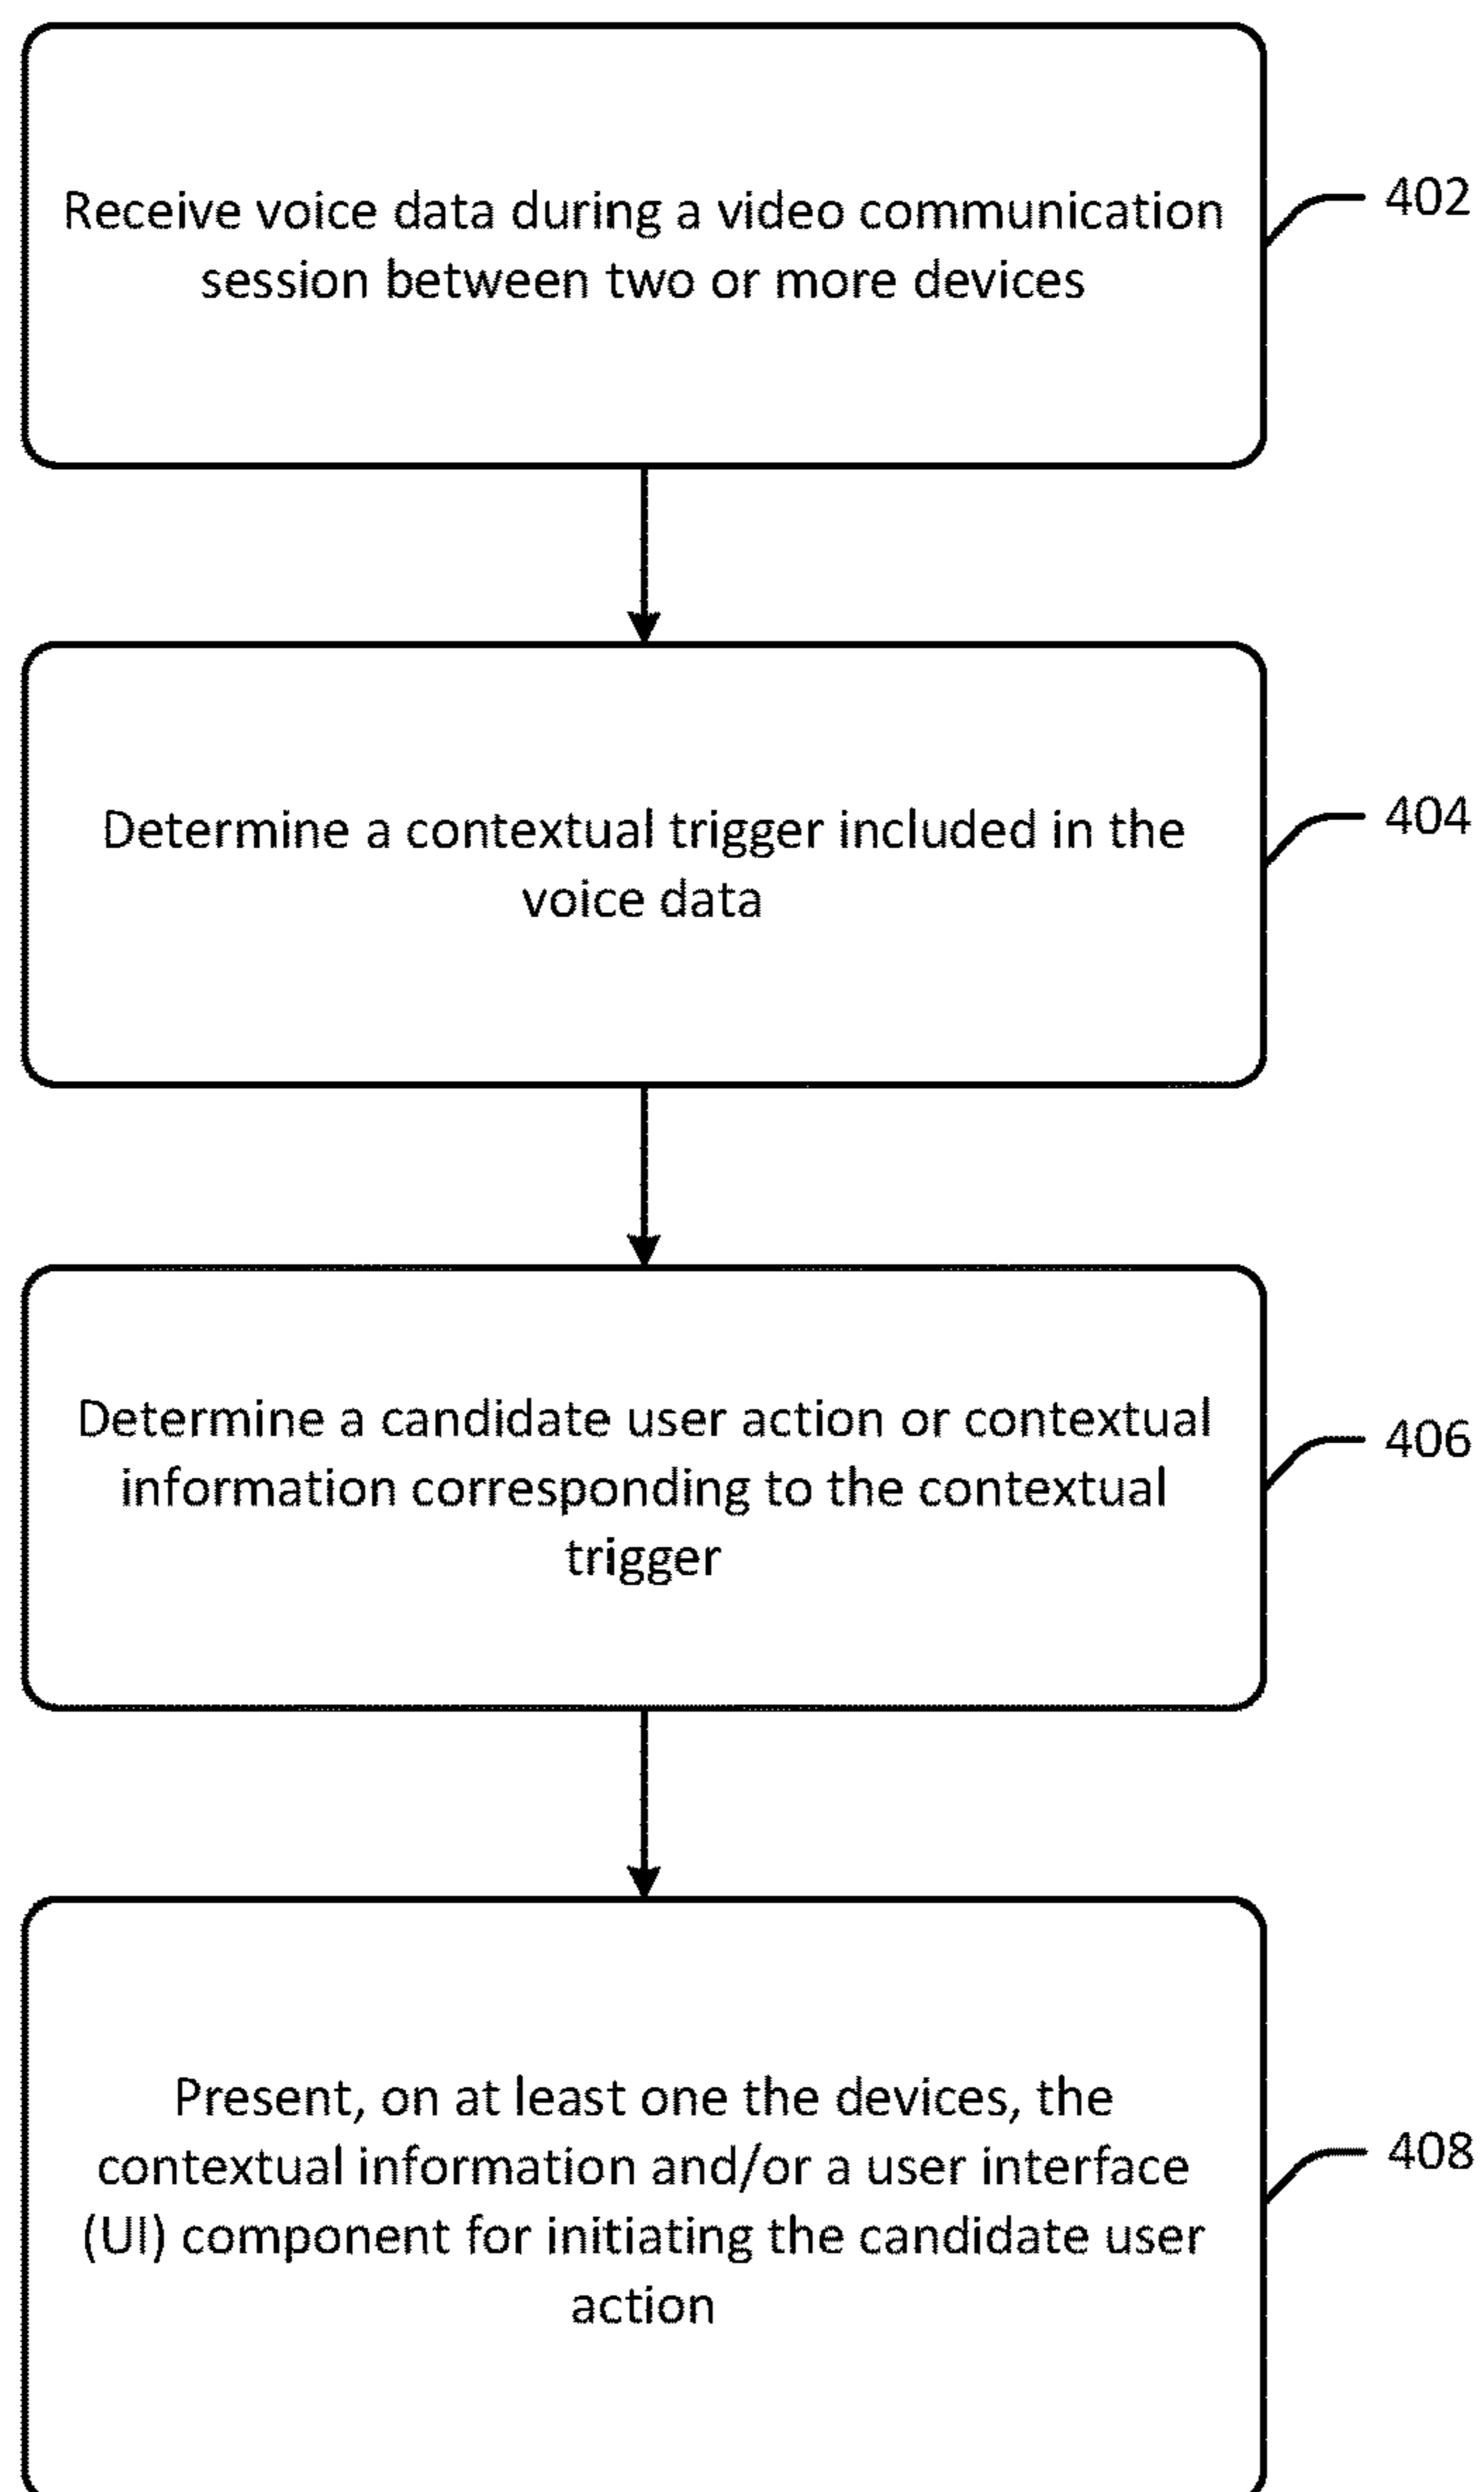 Receive voice data during a video communication
session between two or more devices
402
Determine a contextual trigger included in the
voice data
404
Determine a candidate user action or contextual
information corresponding to the contextual
trigger
406
Present, on at least one the devices, the
contextual information and/or a user interface
(UI) component for initiating the candidate user
action
408